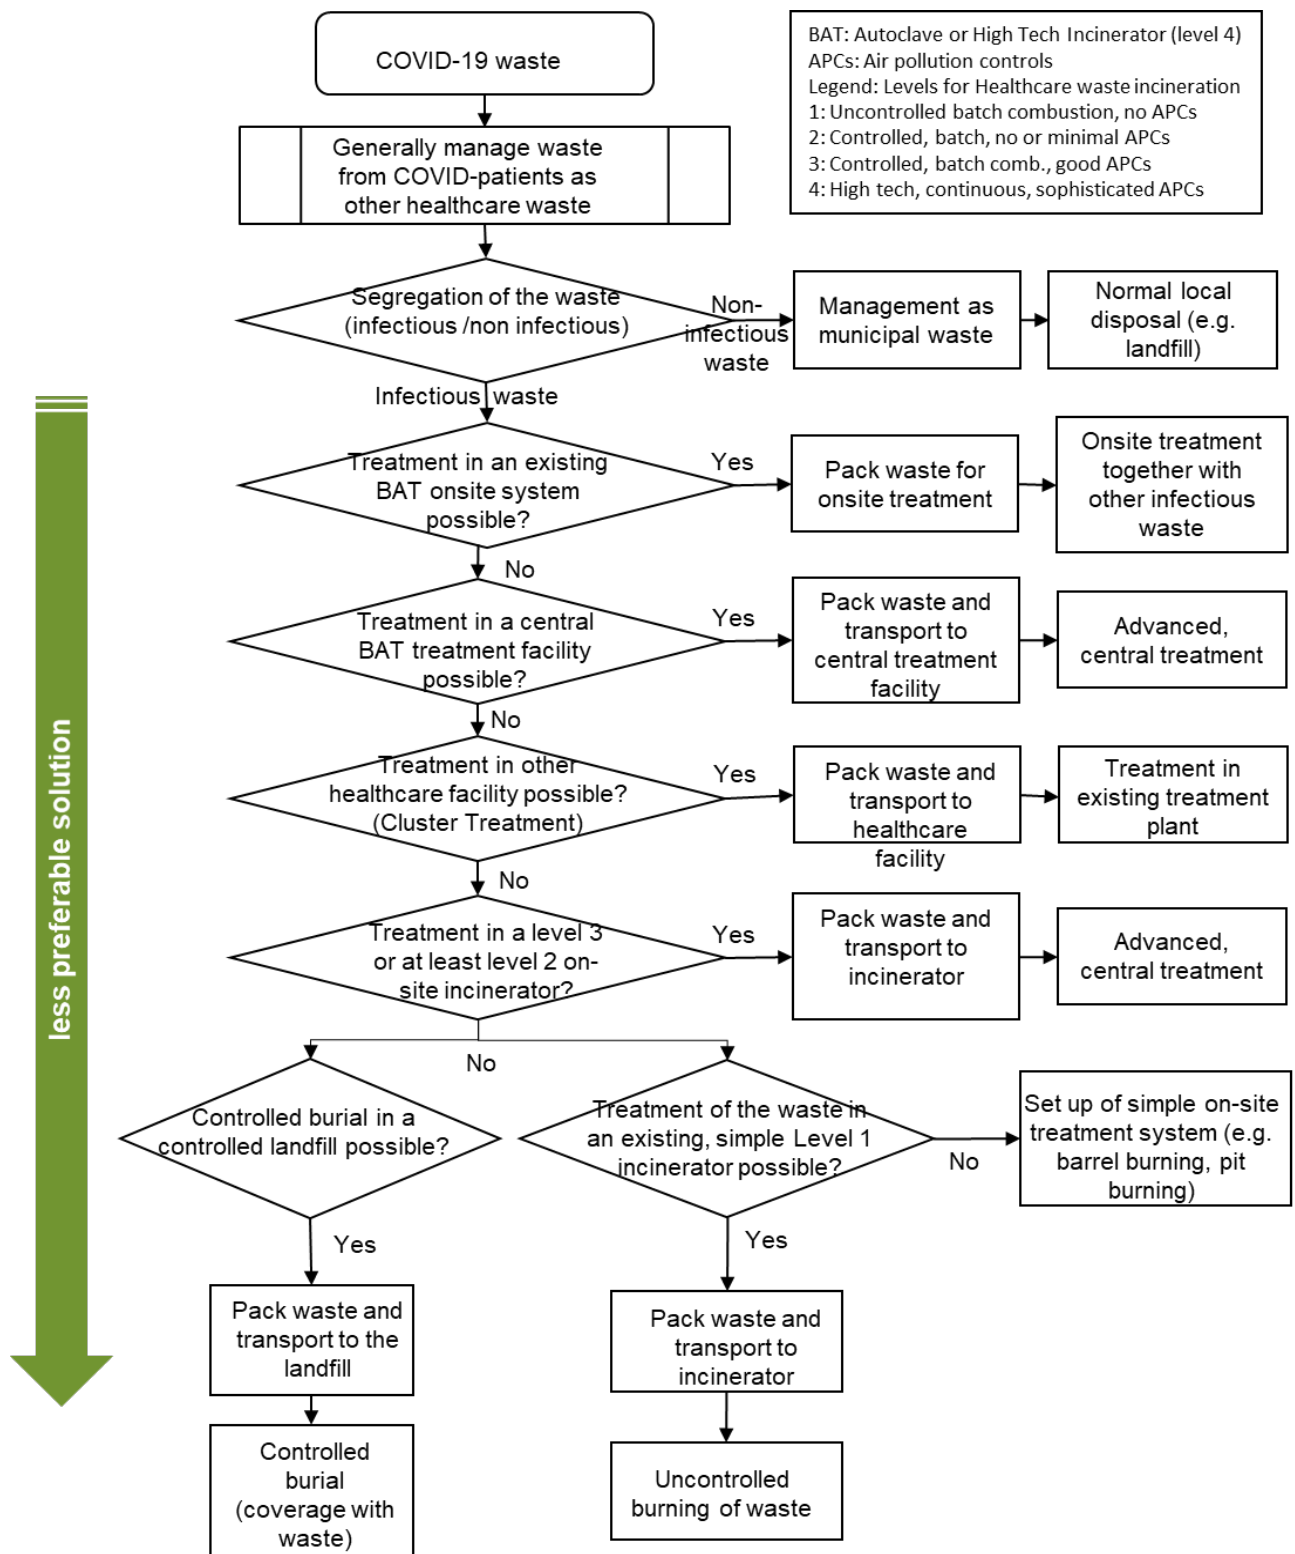 COVID-19 waste
BAT: Autoclave or High Tech Incinerator (level 4)
APCs: Air pollution controls
Legend: Levels for Healthcare waste incineration
1: Uncontrolled batch combustion, no APCs
2: Controlled, batch, no or minimal APCs
3: Controlled, batch comb., good APCs
4: High tech, continuous, sophisticated APCs
Generally manage waste
from COVID-patients as
other healthcare waste
Segregation of the waste
(infectious /non infectious)
Non-
infectious
waste
Management as
municipal waste
Normal local
disposal (e.g.
landfill)
Infectious waste
Treatment in an existing
BAT onsite system
possible?
Yes
Pack waste for
onsite treatment
Onsite treatment
together with
other infectious
waste
No
Treatment in a central
BAT treatment facility
possible?
Yes
Pack waste and
transport to
central treatment
facility
Advanced,
central treatment
No
Treatment in other
healthcare facility possible?
(Cluster Treatment)
Yes
Pack waste and
transport to
healthcare
facility
Treatment in
existing treatment
plant
No
Treatment in a level 3
or at least level 2 on-
site incinerator?
Yes
Pack waste and
transport to
incinerator
Advanced,
central treatment
No
less preferable solution
Controlled burial in a
controlled landfill possible?
Treatment of the waste in
an existing, simple Level 1
incinerator possible?
No
Set up of simple on-site
treatment system (e.g.
barrel burning, pit
burning)
Yes
Pack waste and
transport to the
landfill
Controlled
burial
(coverage with
waste)
Yes
Pack waste and
transport to
incinerator
Uncontrolled
burning of waste